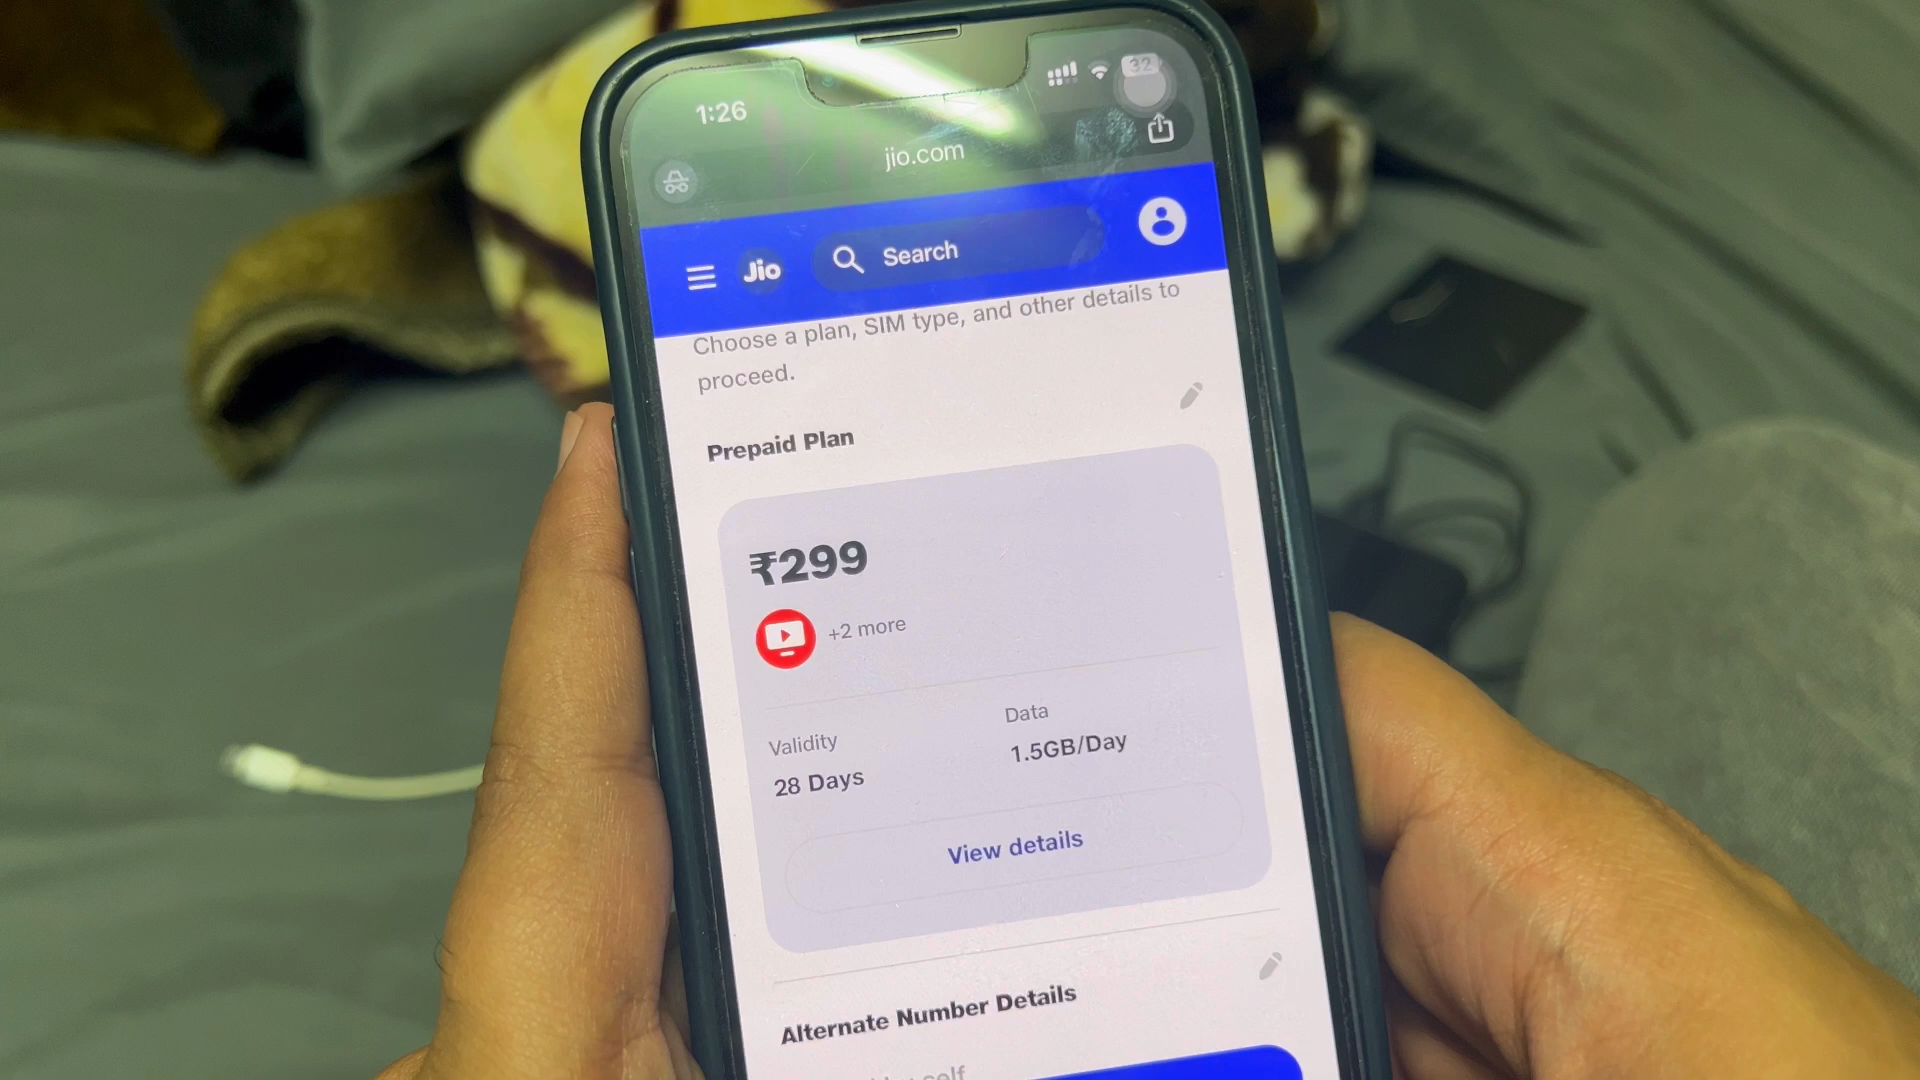 1:26
32
jio.com
Jio
Search
Choose a plan, SIM type, and other details to
proceed.
Prepaid Plan
₹299
+2 more
Validity
Data
28 Days
1.5GB/Day
View details
Alternate Number Details